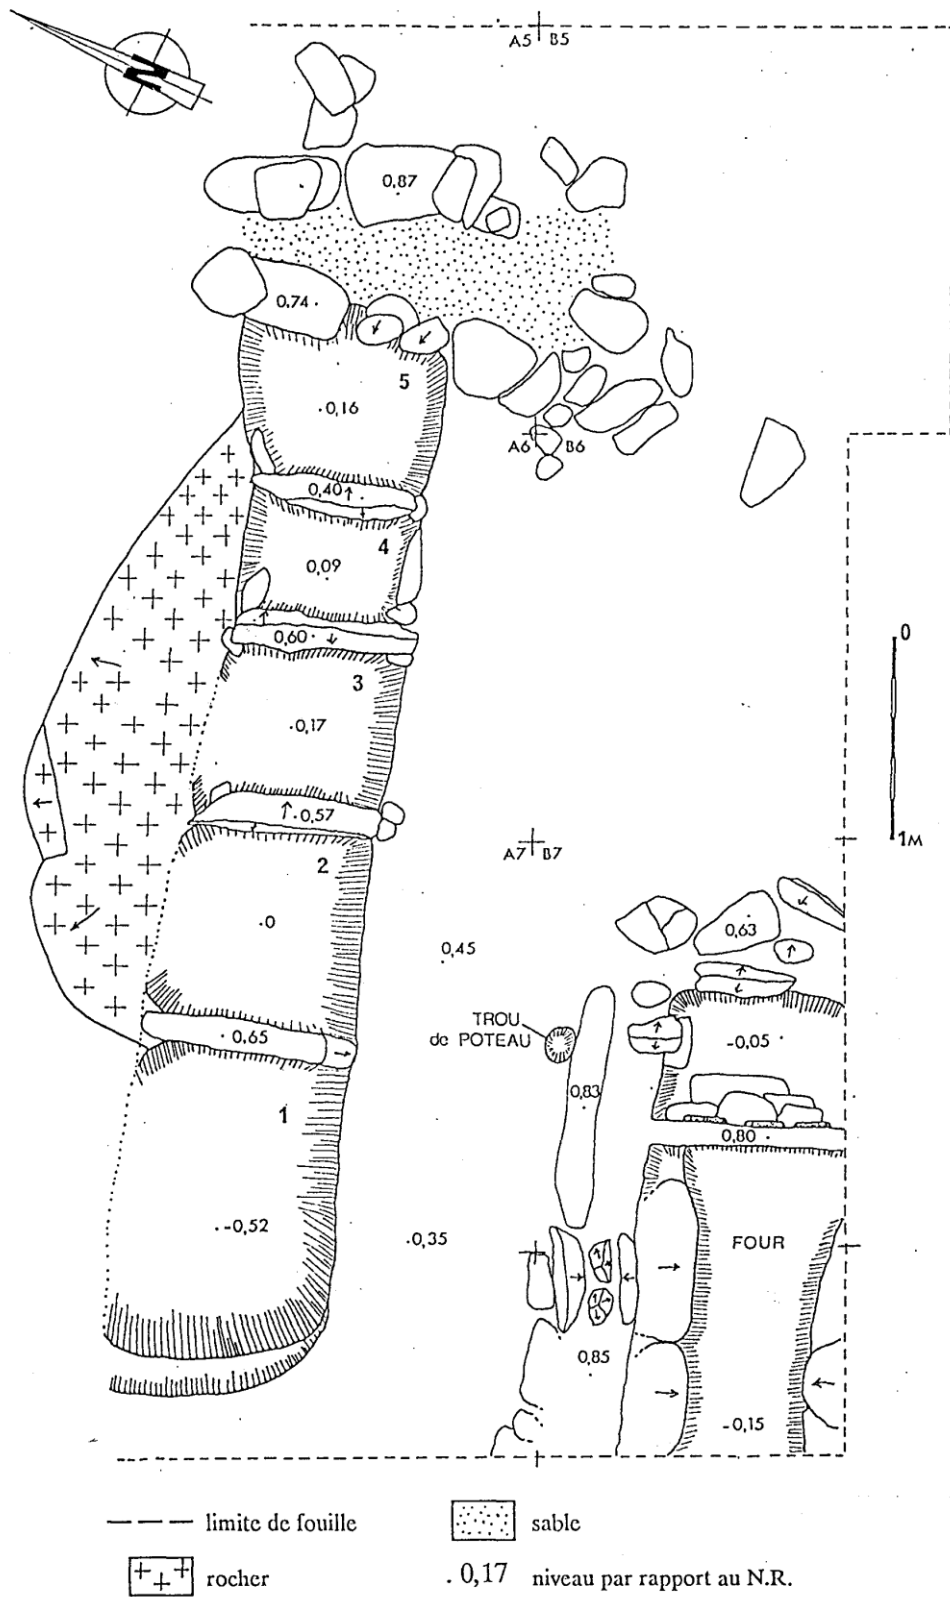 N
A5 B5
0,87
0,74.
5
.0,16
A6 B6
0,40
4
0,09
0,60.
3
.0,17
0
.0,57
1M
A7 B7
2
.0
0,63
0,45
TROU
de POTEAU
-0,05
.0,65
0,83
1
0,80.
.-0,52
.0,35
FOUR
0,85
-0,15
limite de fouille
sable
rocher
. 0,17 niveau par rapport au N.R.